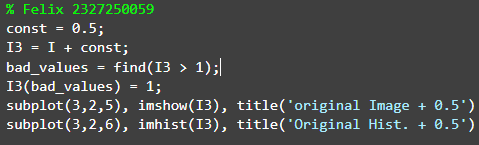 % Felix 2327250059
const = 0.5;
I3 = I + const;
bad_values = find(I3 > 1);
I3(bad_values) = 1;
subplot(3,2,5), imshow(I3), title('original Image + 0.5')
subplot(3,2,6), imhist(I3), title('Original Hist. + 0.5')